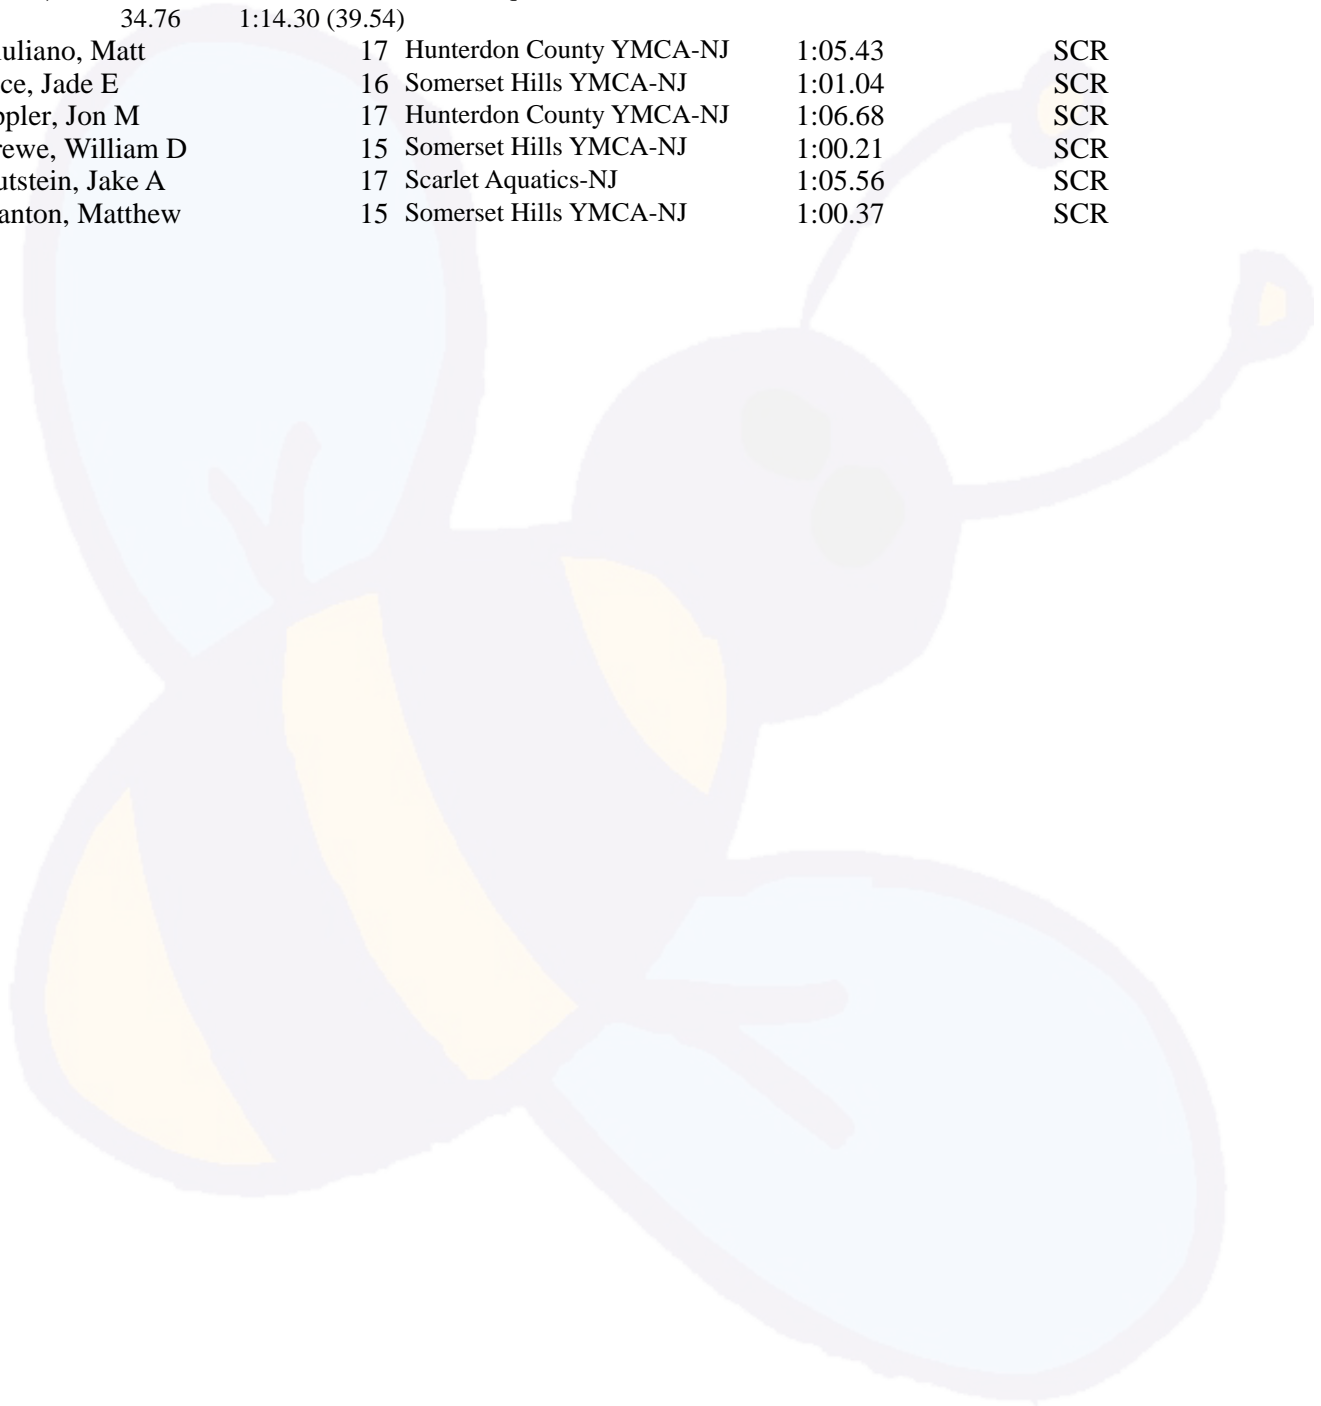 34.76 1:14.30 (39.54)
uliano, Matt 17 Hunterdon County YMCA-NJ 1:05.43 SCR
ce, Jade E 16 Somerset Hills YMCA-NJ 1:01.04 SCR
ppler, Jon M 17 Hunterdon County YMCA-NJ 1:06.68 SCR
rewe, William D 15 Somerset Hills YMCA-NJ 1:00.21 SCR
utstein, Jake A 17 Scarlet Aquatics-NJ 1:05.56 SCR
anton, Matthew 15 Somerset Hills YMCA-NJ 1:00.37 SCR